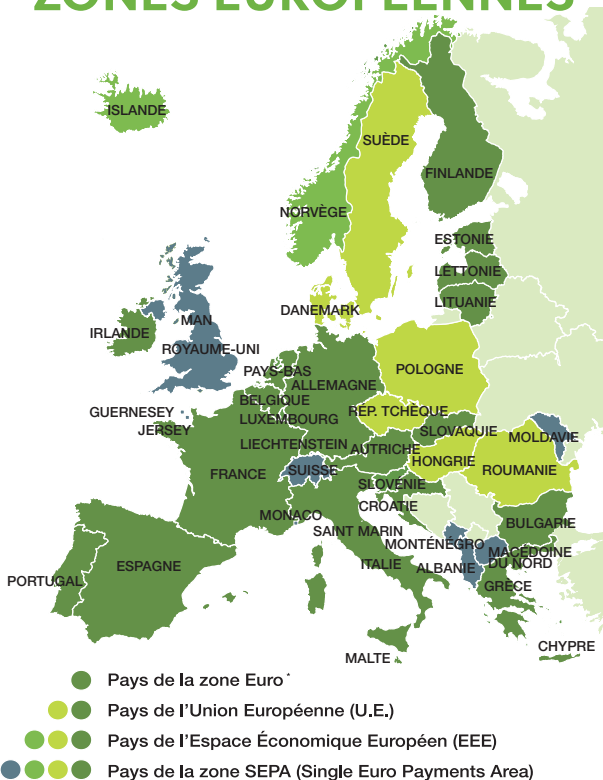 ZONES EUROPÉENNES
ISLANDE
SUÈDE
FINLANDE
NORVÈGE
ESTONIE
LETTONIE
LITUANIE
DANEMARK
MAN
IRLANDE
ROYAUME-UNI
PAYS-BAS
POLOGNE
ALLEMAGNE
BELGIQUE
RÉP. TCHÈQUE
GUERNESEY
LUXEMBOURG
JERSEY
SLOVAQUIE
MOLDAVIE
LIECHTENSTEIN
AUTRICHE
HONGRIE
FRANCE
SUISSE
ROUMANIE
SLOVÉNIE
CROATIE
MONACO
BULGARIE
SAINT MARIN
MONTÉNÉGRO
MACÉDOINE
DU NORD
PORTUGAL
ESPAGNE
ITALIE
ALBANIE
GRÈCE
CHYPRE
MALTE
Pays de la zone Euro*
Pays de l'Union Européenne (U.E.)
Pays de l'Espace Économique Européen (EEE)
Pays de la zone SEPA (Single Euro Payments Area)